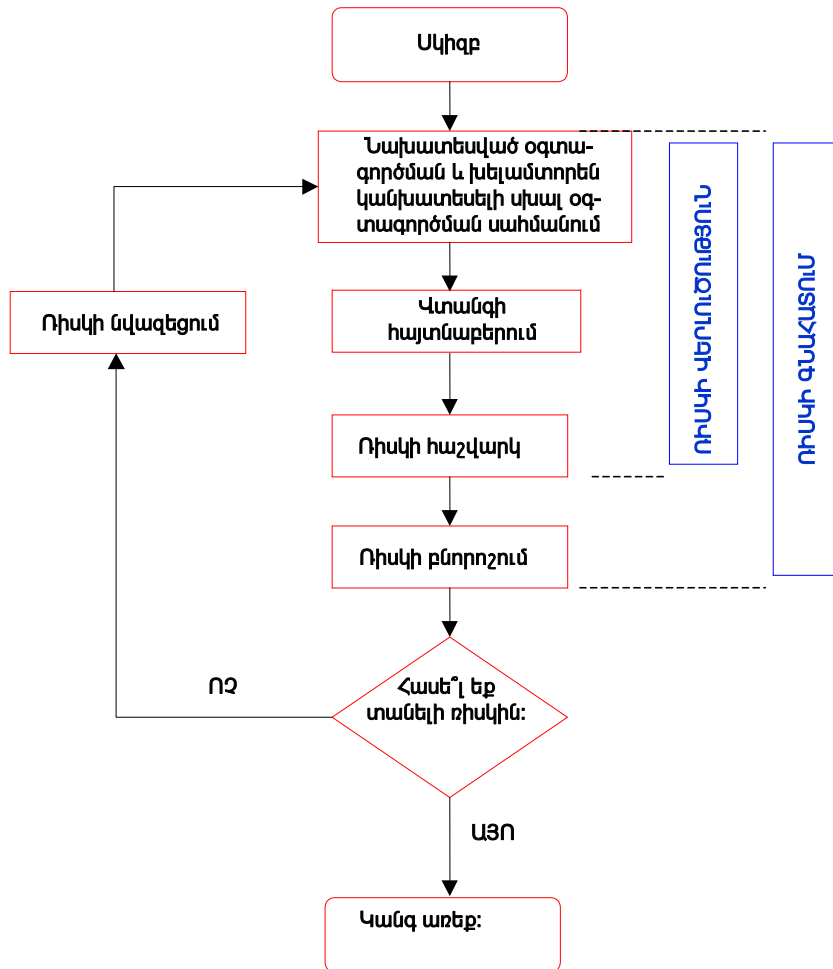 Սկիզբ
Նախատեսված օգտա-
գործման և խելամտորեն
կանխատեսելի սխալ օգ-
տագործման սահմանում
Ռիսկի նվազեցում
Վտանգի
հայտնաբերում
Ռիսկի հաշվարկ
Ռիսկի բնորոշում
ՌԻՍԿԻ ՎԵՐԼՈՒԾՈՒԹՅՈՒՆ
ՌԻՍԿԻ ԳՆԱՀԱՏՈՒՄ
Հասե՞լ եք
տանելի ռիսկին:
ՈՉ
ԱՅՈ
Կանգ առեք: